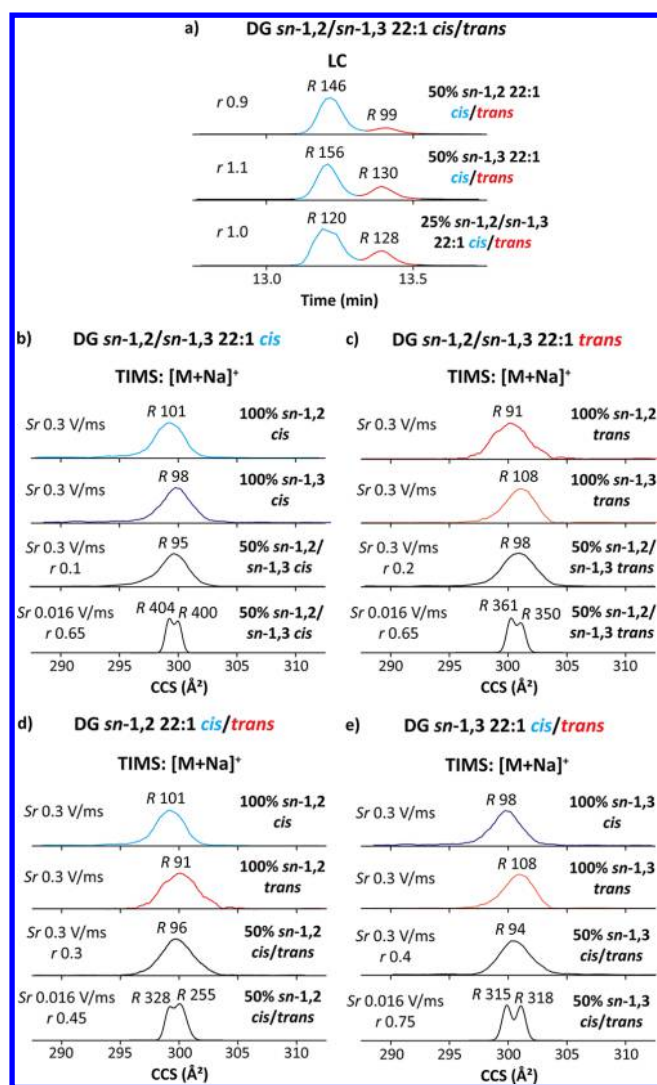 a) DG sn-1,2/sn-1,3 22:1 cis/trans
LC
R 146
R 99
r 0.9
50% sn-1,2 22:1
cis/trans
R 156
R 130
r 1.1
50% sn-1,3 22:1
cis/trans
R 120
R 128
r 1.0
25% sn-1,2/sn-1,3
22:1 cis/trans
13.0 13.5
Time (min)
b) DG sn-1,2/sn-1,3 22:1 cis
TIMS: [M+Na]⁺
Sr 0.3 V/ms
R 101
100% sn-1,2
cis
Sr 0.3 V/ms
R 98
100% sn-1,3
cis
Sr 0.3 V/ms
r 0.1
R 95
50% sn-1,2/
sn-1,3 cis
Sr 0.016 V/ms
r 0.65
R 404
R 400
50% sn-1,2/
sn-1,3 cis
290 295 300 305 310
CCS (Å²)
c) DG sn-1,2/sn-1,3 22:1 trans
TIMS: [M+Na]⁺
Sr 0.3 V/ms
R 91
100% sn-1,2
trans
Sr 0.3 V/ms
R 108
100% sn-1,3
trans
Sr 0.3 V/ms
r 0.2
R 98
50% sn-1,2/
sn-1,3 trans
Sr 0.016 V/ms
r 0.65
R 361
R 350
50% sn-1,2/
sn-1,3 trans
290 295 300 305 310
CCS (Å²)
d) DG sn-1,2 22:1 cis/trans
TIMS: [M+Na]⁺
Sr 0.3 V/ms
R 101
100% sn-1,2
cis
Sr 0.3 V/ms
R 91
100% sn-1,2
trans
Sr 0.3 V/ms
r 0.3
R 96
50% sn-1,2
cis/trans
Sr 0.016 V/ms
r 0.45
R 328
R 255
50% sn-1,2
cis/trans
290 295 300 305 310
CCS (Å²)
e) DG sn-1,3 22:1 cis/trans
TIMS: [M+Na]⁺
Sr 0.3 V/ms
R 98
100% sn-1,3
cis
Sr 0.3 V/ms
R 108
100% sn-1,3
trans
Sr 0.3 V/ms
r 0.4
R 94
50% sn-1,3
cis/trans
Sr 0.016 V/ms
r 0.75
R 315
R 318
50% sn-1,3
cis/trans
290 295 300 305 310
CCS (Å²)